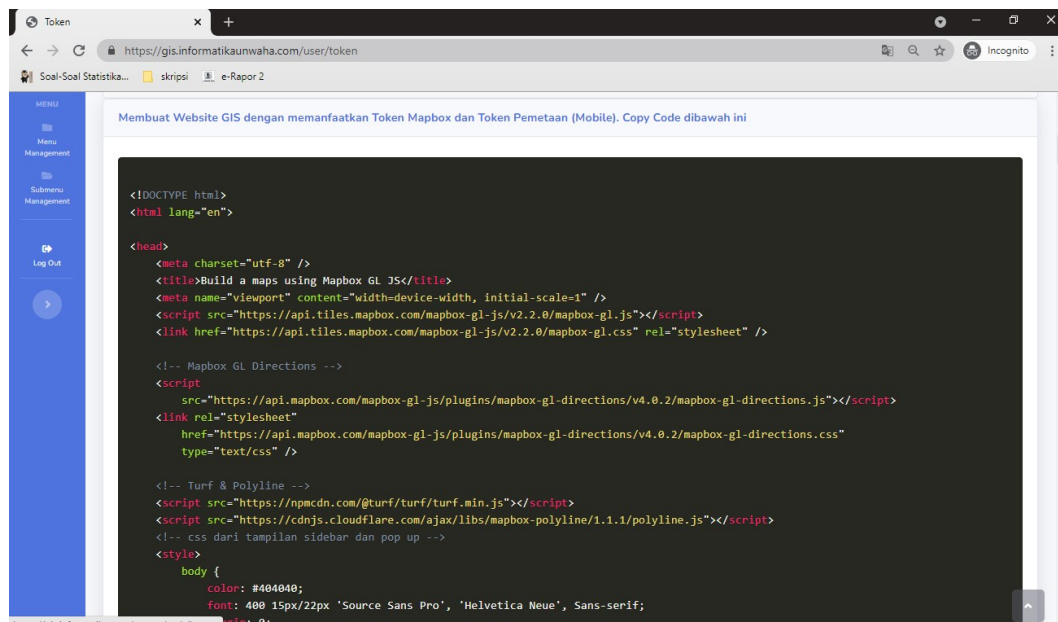 Token
https://gis.informatikaunwaha.com/user/token
Incognito
Soal-Soal Statistika...
skripsi
e-Rapor 2
MENU
Menu
Management
Submenu
Management
Log Out
Membuat Website GIS dengan memanfaatkan Token Mapbox dan Token Pemetaan (Mobile). Copy Code dibawah ini
<!DOCTYPE html>
<html lang="en">
<head>
<meta charset="utf-8" />
<title>Build a maps using Mapbox GL JS</title>
<meta name="viewport" content="width=device-width, initial-scale=1" />
<script src="https://api.tiles.mapbox.com/mapbox-gl-js/v2.2.0/mapbox-gl.js"></script>
<link href="https://api.tiles.mapbox.com/mapbox-gl-js/v2.2.0/mapbox-gl.css" rel="stylesheet" />
<!-- Mapbox GL Directions -->
<script
src="https://api.mapbox.com/mapbox-gl-js/plugins/mapbox-gl-directions/v4.0.2/mapbox-gl-directions.js"></script>
<link rel="stylesheet"
href="https://api.mapbox.com/mapbox-gl-js/plugins/mapbox-gl-directions/v4.0.2/mapbox-gl-directions.css"
type="text/css" />
<!-- Turf & Polyline -->
<script src="https://npmcdn.com/@turf/turf/turf.min.js"></script>
<script src="https://cdnjs.cloudflare.com/ajax/libs/mapbox-polyline/1.1.1/polyline.js"></script>
<!-- css dari tampilan sidebar dan pop up -->
<style>
body {
color: #404040;
font: 400 15px/22px 'Source Sans Pro', 'Helvetica Neue', Sans-serif;